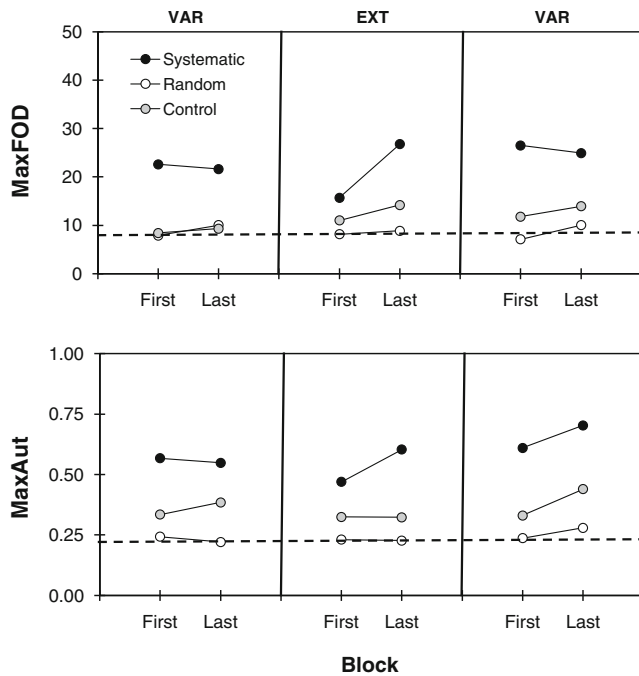 VAR EXT VAR
50
40
30
20
10
0
MaxFOD
Systematic
Random
Control
First Last First Last First Last
1.00
0.75
0.50
0.25
0.00
MaxAut
First Last First Last First Last
Block